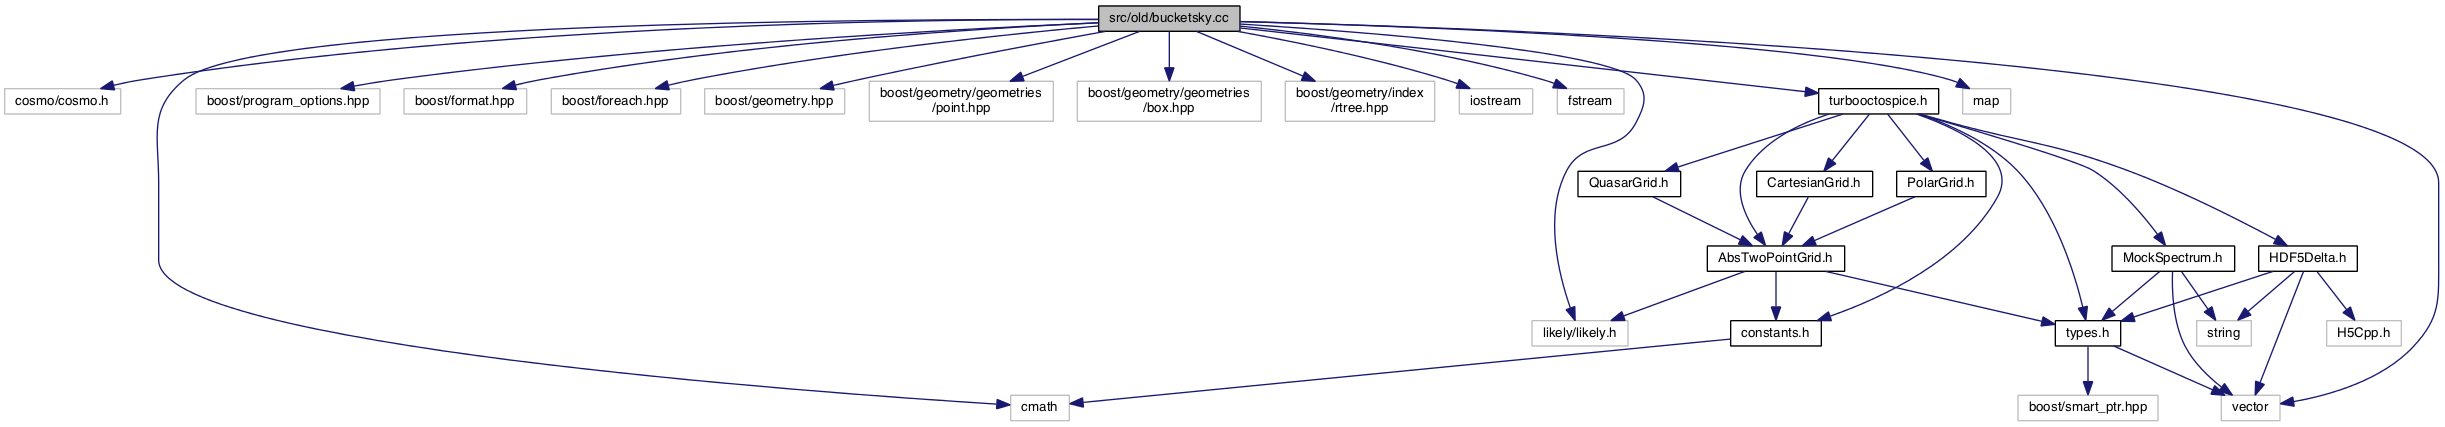 src/old/bucketsky.cc
cosmo/cosmo.h
boost/program_options.hpp
boost/format.hpp
boost/foreach.hpp
boost/geometry.hpp
boost/geometry/geometries
/point.hpp
boost/geometry/geometries
/box.hpp
boost/geometry/index
/rtree.hpp
iostream
fstream
turbooctospice.h
map
QuasarGrid.h
CartesianGrid.h
PolarGrid.h
AbsTwoPointGrid.h
MockSpectrum.h
HDF5Delta.h
likely/likely.h
constants.h
types.h
string
H5Cpp.h
cmath
boost/smart_ptr.hpp
vector